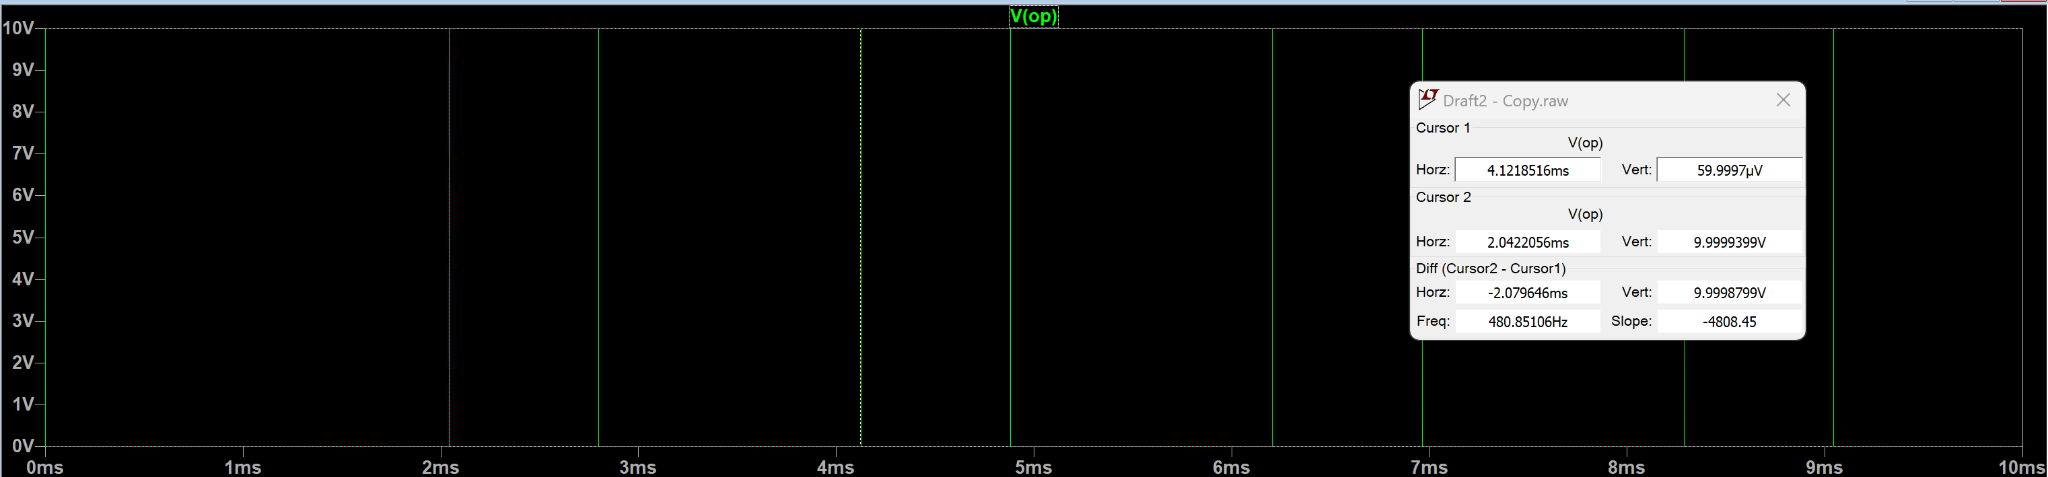 V(op)
10V
9V
8V
7V
6V
5V
4V
3V
2V
1V
0V
0ms 1ms 2ms 3ms 4ms 5ms 6ms 7ms 8ms 9ms 10ms
Draft2 - Copy.raw
Cursor 1
V(op)
Horz: 4.1218516ms Vert: 59.9997µV
Cursor 2
V(op)
Horz: 2.0422056ms Vert: 9.9999399V
Diff (Cursor2 - Cursor1)
Horz: -2.079646ms Vert: 9.9998799V
Freq: 480.85106Hz Slope: -4808.45